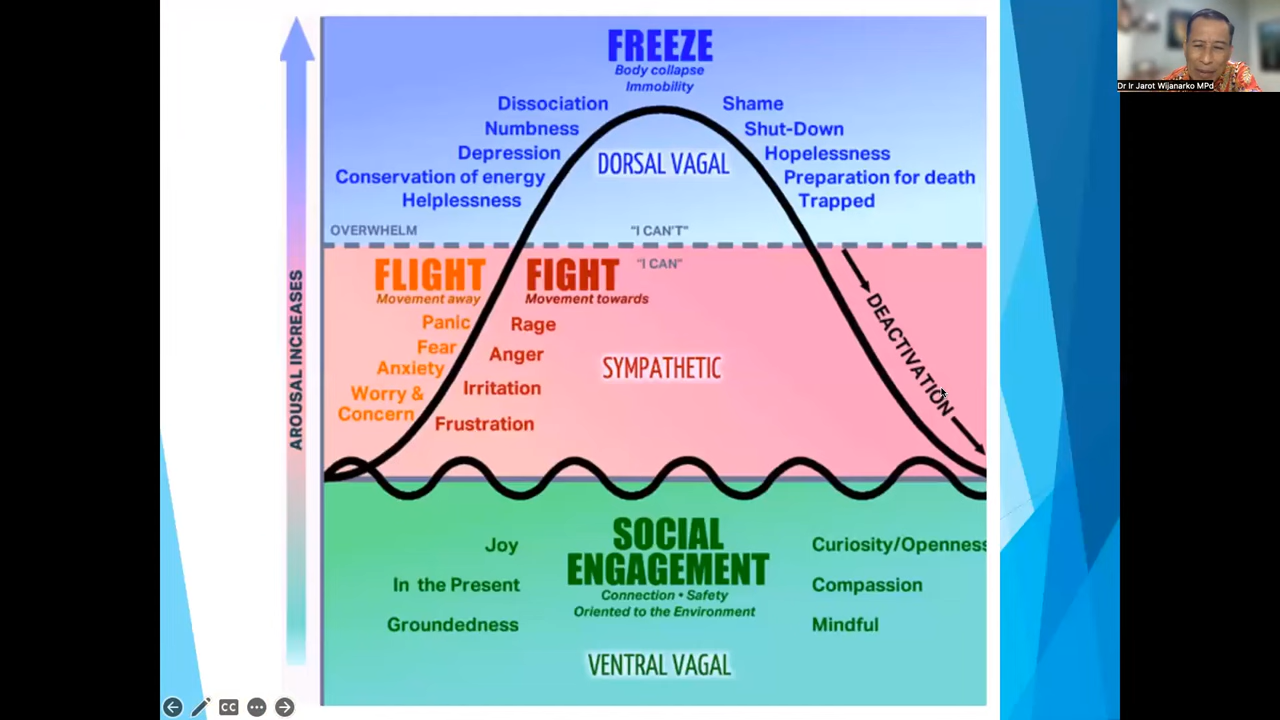 FREEZE
Body collapse
Immobility
Dissociation
Numbness
Depression
Conservation of energy
Helplessness
Shame
Shut-Down
Hopelessness
Preparation for death
Trapped
DORSAL VAGAL
OVERWHELM
"I CAN'T"
"I CAN"
FLIGHT
Movement away
Panic
Fear
Anxiety
Worry &
Concern
FIGHT
Movement towards
Rage
Anger
Irritation
Frustration
SYMPATHETIC
DEACTIVATION
AROUSAL INCREASES
SOCIAL
ENGAGEMENT
Connection • Safety
Oriented to the Environment
Joy
In the Present
Groundedness
Curiosity/Openness
Compassion
Mindful
VENTRAL VAGAL
CC
Dr Ir Jarot Wijanarko MPd